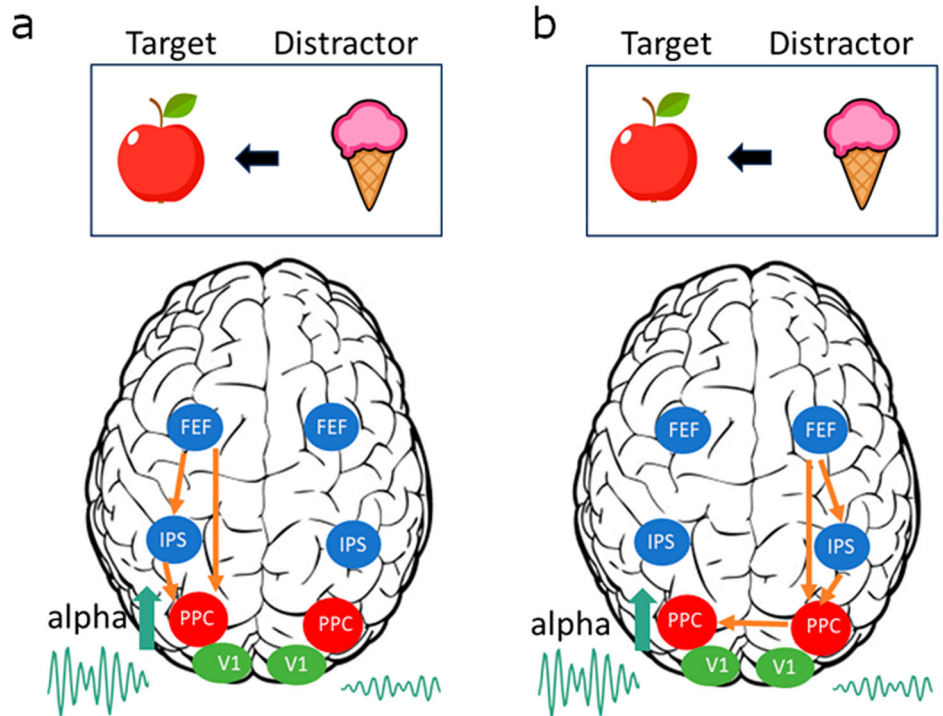 a
Target Distractor
FEF FEF
IPS IPS
alpha
PPC PPC
V1 V1
b
Target Distractor
FEF FEF
IPS IPS
alpha
PPC PPC
V1 V1